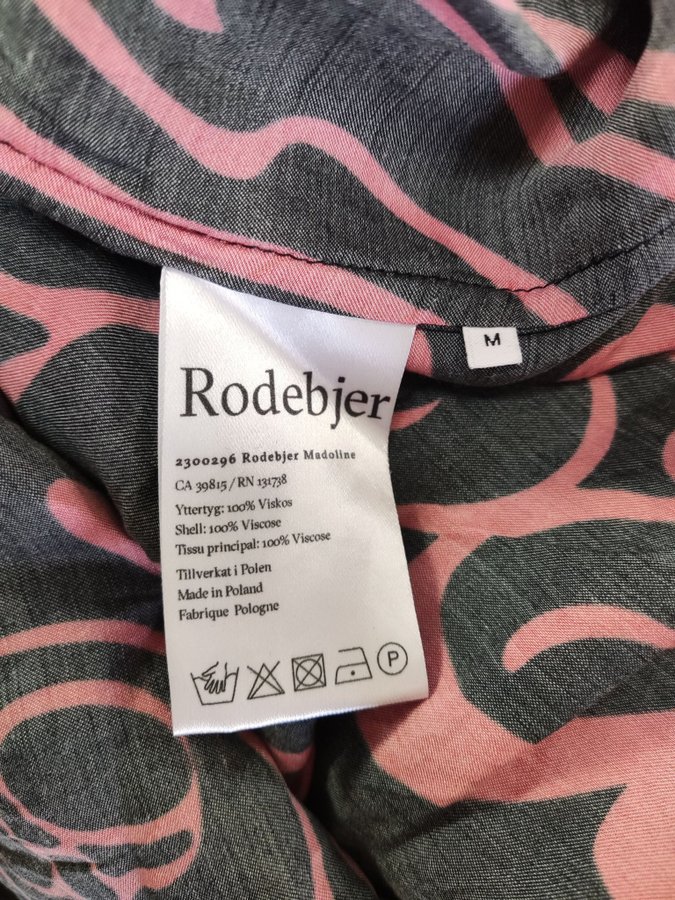 M
Rodebjer
2300296 Rodebjer Madoline
CA 39815 / RN 131738
Yttertyg: 100% Viskos
Shell: 100% Viscose
Tissu principal: 100% Viscose
Tillverkat i Polen
Made in Poland
Fabrique Pologne
P